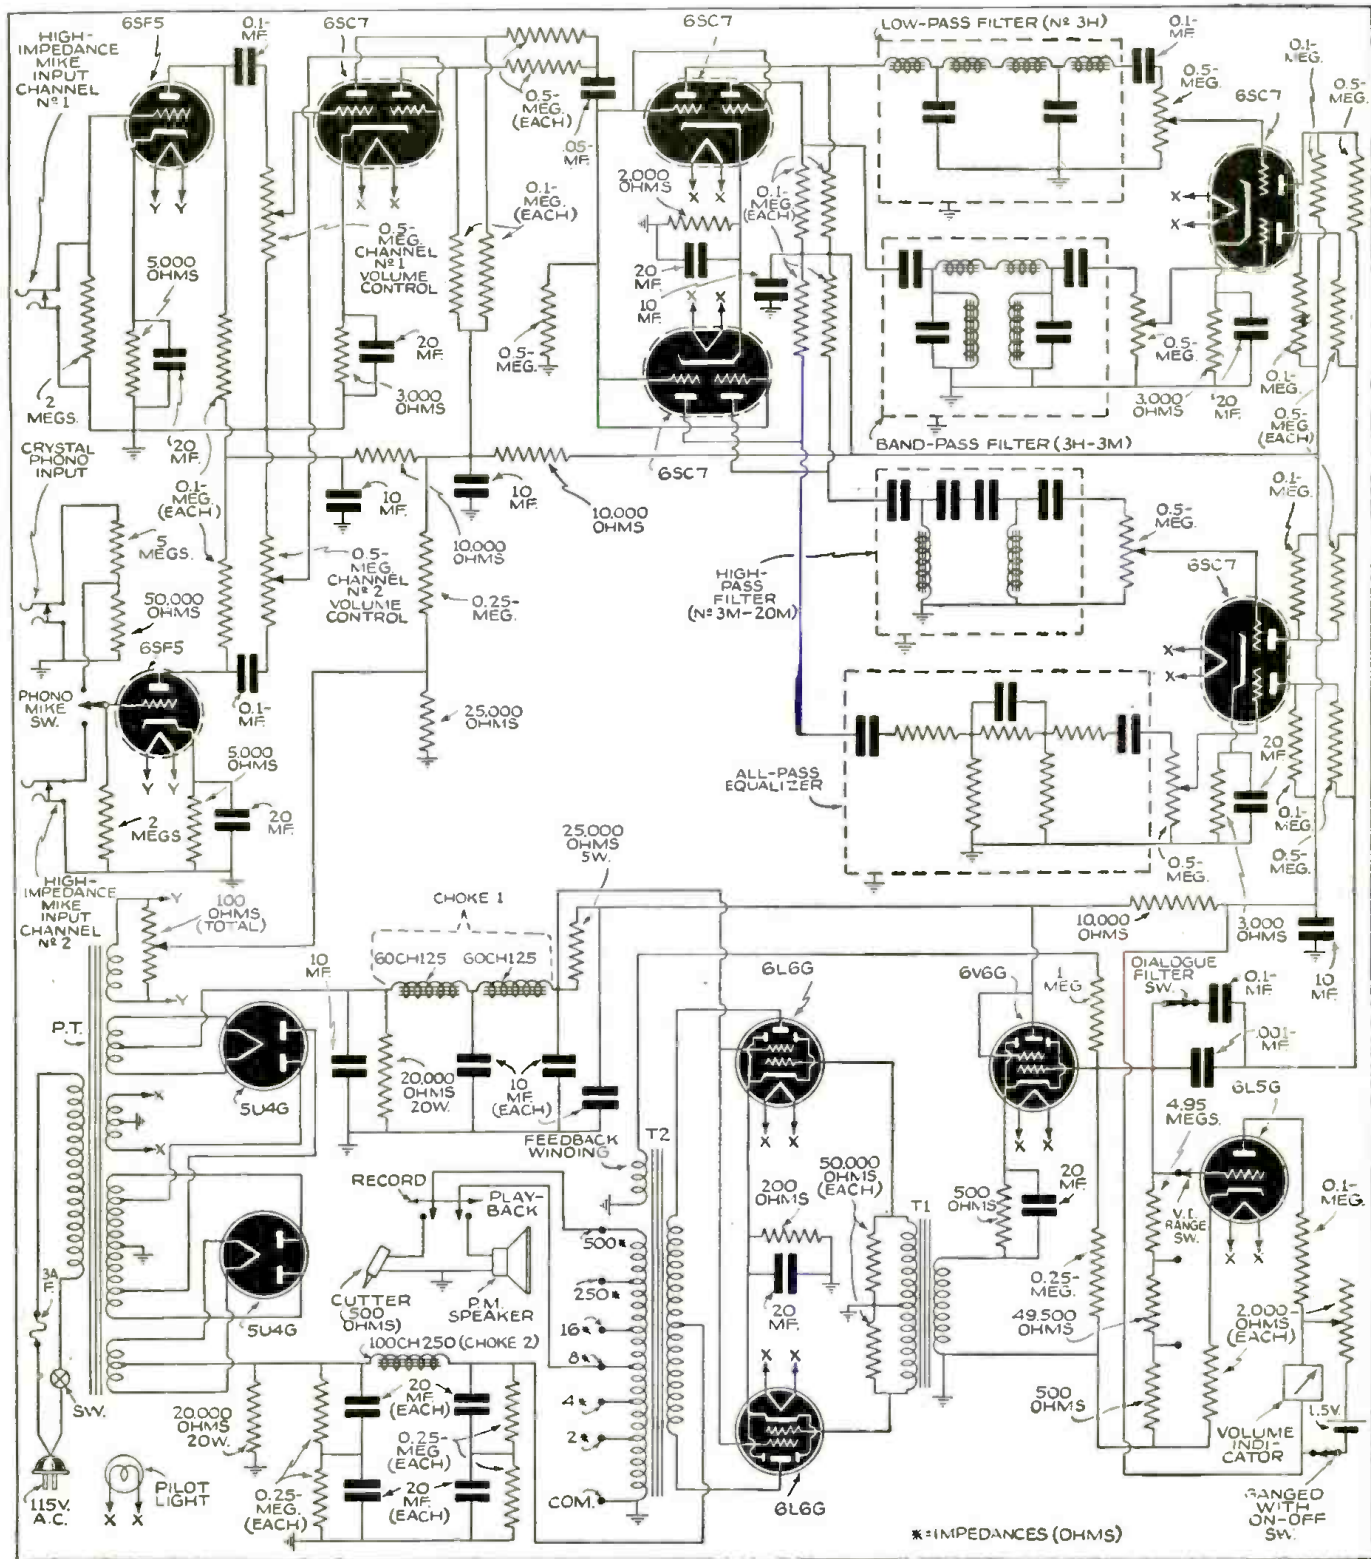 HIGH-
IMPEDANCE
MIKE
INPUT
CHANNEL
Nº1
6SF5
0.1-
MF.
6SC7
0.5-
MEG.
(EACH)
.05-
MF.
6SC7
LOW-PASS FILTER (Nº 3H)
0.1-
MF.
0.5-
MEG.
6SC7
0.1-
MEG.
0.5-
MEG.
Y Y
X X
X X
X
X
5,000
OHMS
0.5-
MEG.
CHANNEL
Nº1
VOLUME
CONTROL
0.1-
MEG.
(EACH)
2,000
OHMS
0.1-
MEG.
(EACH)
20
MF.
10
MF.
X X
20
MF.
3,000
OHMS
0.5-
MEG.
0.5-
MEG.
3,000
OHMS
20
MF.
0.1-
MEG.
0.5-
MEG.
(EACH)
2
MEGS.
20
MF.
CRYSTAL
PHONO
INPUT
0.1-
MEG.
(EACH)
6SC7
BAND-PASS FILTER (3H-3M)
10
MF.
10
MF.
10,000
OHMS
10,000
OHMS
0.1-
MEG.
5
MEGS.
50,000
OHMS
0.5-
MEG.
CHANNEL
Nº 2
VOLUME
CONTROL
0.25-
MEG.
HIGH-
PASS
FILTER
(Nº3M-20M)
0.5-
MEG.
6SC7
X
X
6SF5
PHONO
MIKE
SW.
0.1-
MF.
25,000
OHMS
5,000
OHMS
Y Y
2
MEGS
20
MF.
ALL-PASS
EQUALIZER
20
MF.
0.1-
MEG.
0.5-
MEG.
0.5-
MEG.
3,000
OHMS
HIGH-
IMPEDANCE
MIKE
INPUT
CHANNEL
Nº 2
Y
100
OHMS
(TOTAL)
Y
CHOKE 1
25,000
OHMS
5W.
10,000
OHMS
10
MF.
60CH125
60CH125
6L6G
6V6G
1
MEG
DIALOGUE
FILTER
SW.
0.1-
MF.
10
MF.
.001-
MF.
P.T.
5U4G
20,000
OHMS
20W.
10
MF.
(EACH)
FEEDBACK
WINDING
T2
X
X
X X
X X
6L5G
4.95
MEGS.
50,000
OHMS
(EACH)
T1
200
OHMS
500
OHMS
20
MF.
V.I.
RANGE
SW.
X X
0.1-
MEG.
RECORD
PLAY-
BACK
500*
250*
16*
8*
4*
2*
COM.
20
MF.
X X
0.25-
MEG.
49,500
OHMS
2,000
OHMS
(EACH)
3A
F.
5U4G
CUTTER
(500
OHMS)
P.M.
SPEAKER
100CH250 (CHOKE 2)
SW.
20,000
OHMS
20W.
20
MF.
(EACH)
0.25-
MEG
(EACH)
500
OHMS
1.5V.
VOLUME
INDI-
CATOR
115V.
A.C.
PILOT
LIGHT
X X
0.25-
MEG.
(EACH)
20
MF.
(EACH)
6L6G
GANGED
WITH
ON-OFF
SW.
*=IMPEDANCES (OHMS)